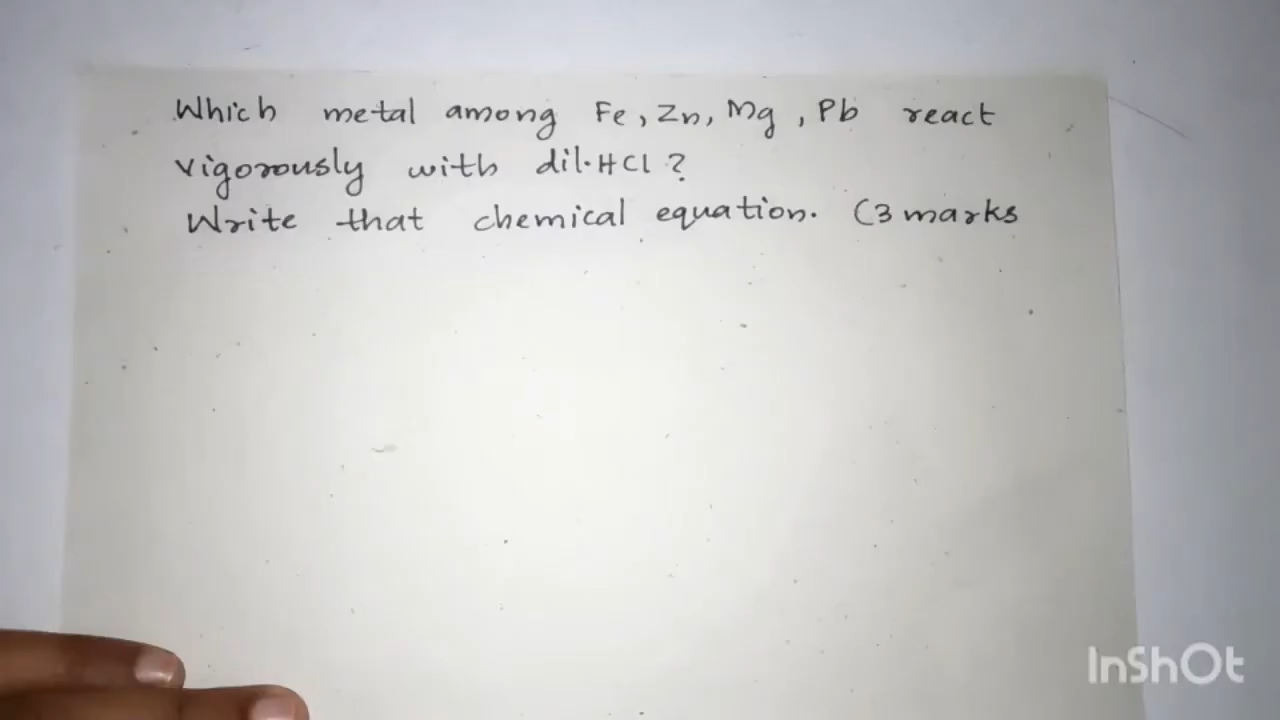 Which metal among Fe, Zn, Mg, Pb react
vigorously with dil. HCl?
Write that chemical equation. (3 marks
InShOt